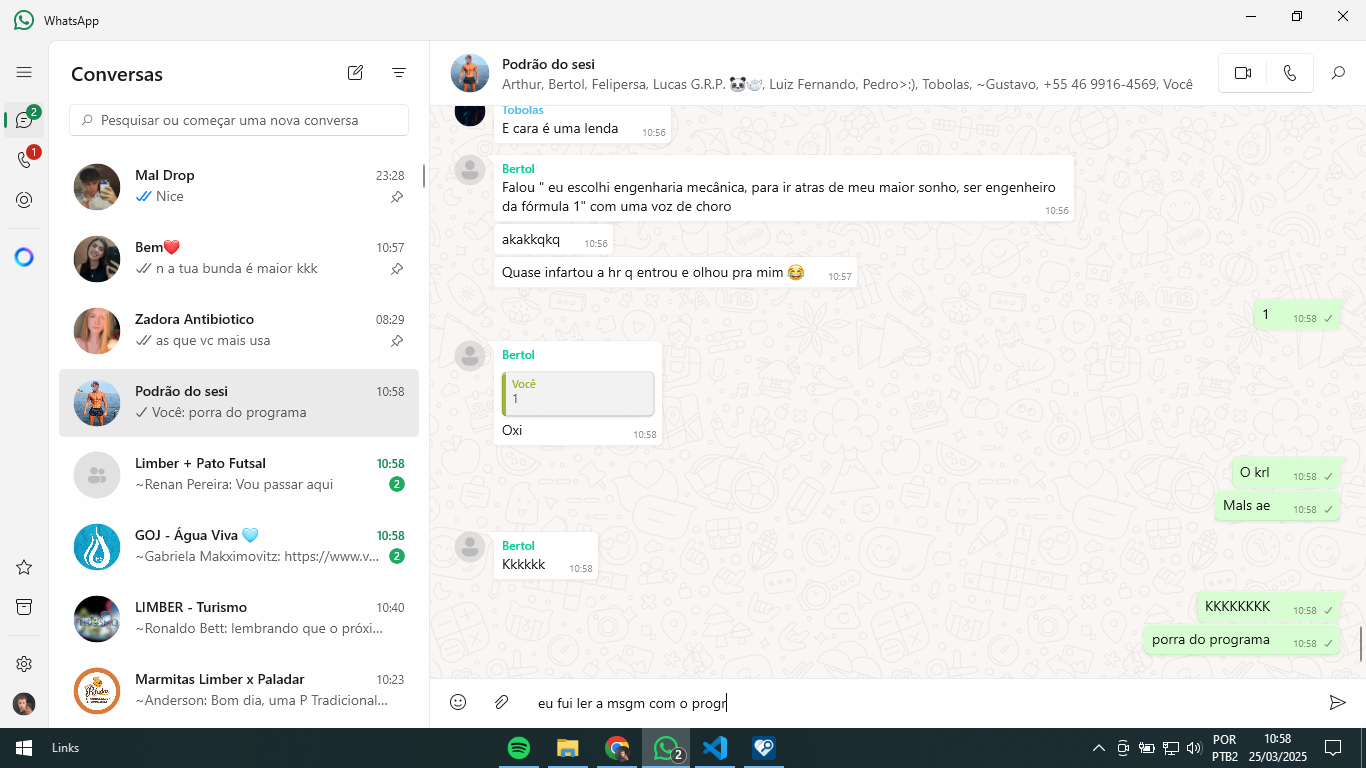 WhatsApp
Conversas
Pesquisar ou começar uma nova conversa
2
1
Mal Drop 23:28
Nice
Bem❤️ 10:57
n a tua bunda é maior kkk
Zadora Antibiotico 08:29
as que vc mais usa
Podrão do sesi 10:58
Você: porra do programa
Limber + Pato Futsal 10:58
~Renan Pereira: Vou passar aqui 2
GOJ - Água Viva 🩵 10:58
~Gabriela Makximovitz: https://www.v... 2
LIMBER - Turismo 10:40
~Ronaldo Bett: lembrando que o próxi...
Marmitas Limber x Paladar 10:23
~Anderson: Bom dia, uma P Tradicional...
Podrão do sesi
Arthur, Bertol, Felipersa, Lucas G.R.P. 🐼🍚, Luiz Fernando, Pedro>:), Tobolas, ~Gustavo, +55 46 9916-4569, Você
Tobolas
E cara é uma lenda 10:56
Bertol
Falou " eu escolhi engenharia mecânica, para ir atras de meu maior sonho, ser engenheiro
da fórmula 1" com uma voz de choro 10:56
akakkqkq 10:56
Quase infartou a hr q entrou e olhou pra mim 😂 10:57
1 10:58
Bertol
Você
1
Oxi 10:58
O krl 10:58
Mals ae 10:58
Bertol
Kkkkkk 10:58
KKKKKKKK 10:58
porra do programa 10:58
eu fui ler a msgm com o progr
Links
2
POR
PTB2
10:58
25/03/2025